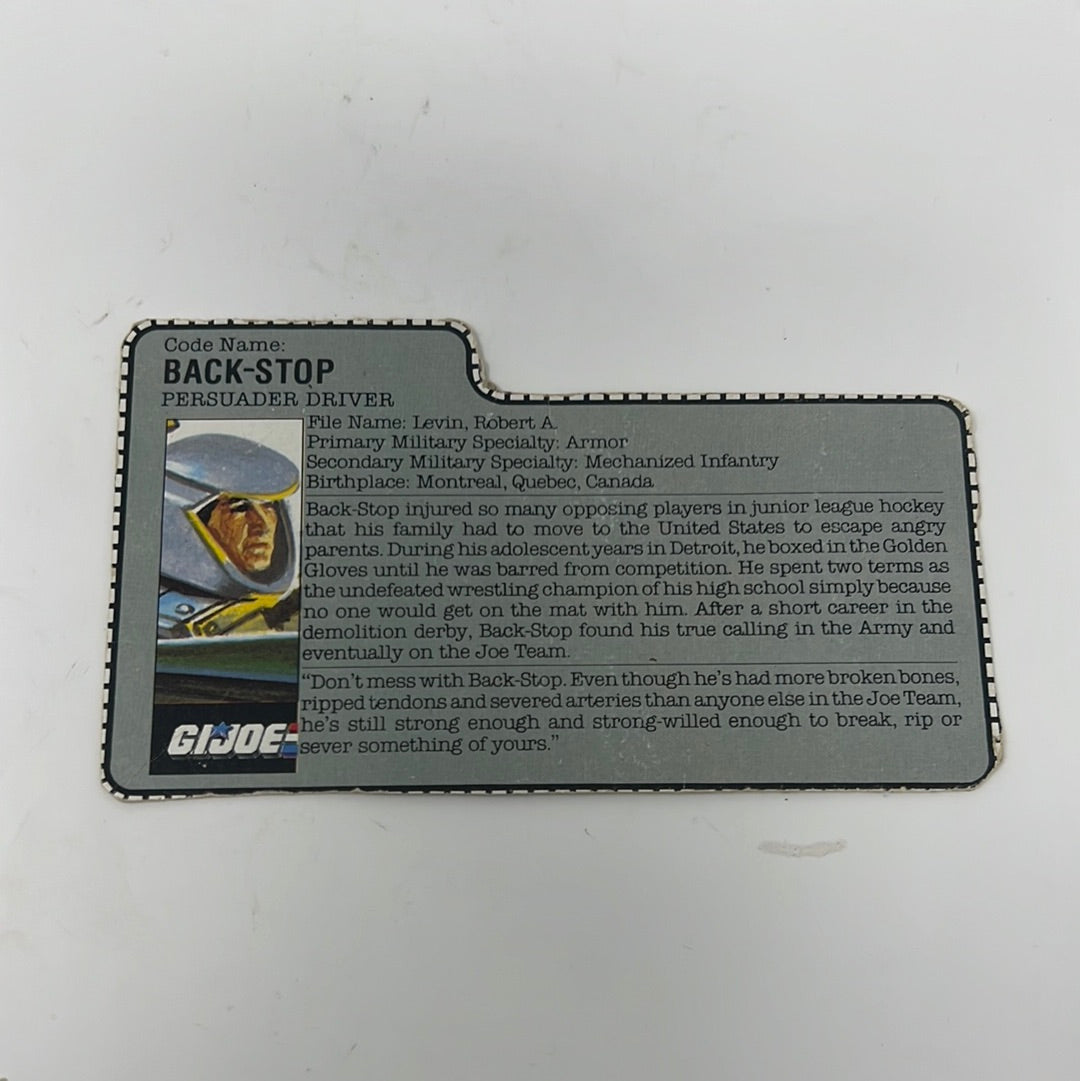 Code Name:
BACK-STOP
PERSUADER DRIVER
File Name: Levin, Robert A.
Primary Military Specialty: Armor
Secondary Military Specialty: Mechanized Infantry
Birthplace: Montreal, Quebec, Canada
Back-Stop injured so many opposing players in junior league hockey
that his family had to move to the United States to escape angry
parents. During his adolescent years in Detroit, he boxed in the Golden
Gloves until he was barred from competition. He spent two terms as
the undefeated wrestling champion of his high school simply because
no one would get on the mat with him. After a short career in the
demolition derby, Back-Stop found his true calling in the Army and
eventually on the Joe Team.
“Don’t mess with Back-Stop. Even though he’s had more broken bones,
ripped tendons and severed arteries than anyone else in the Joe Team,
he’s still strong enough and strong-willed enough to break, rip or
sever something of yours.”
GI JOE